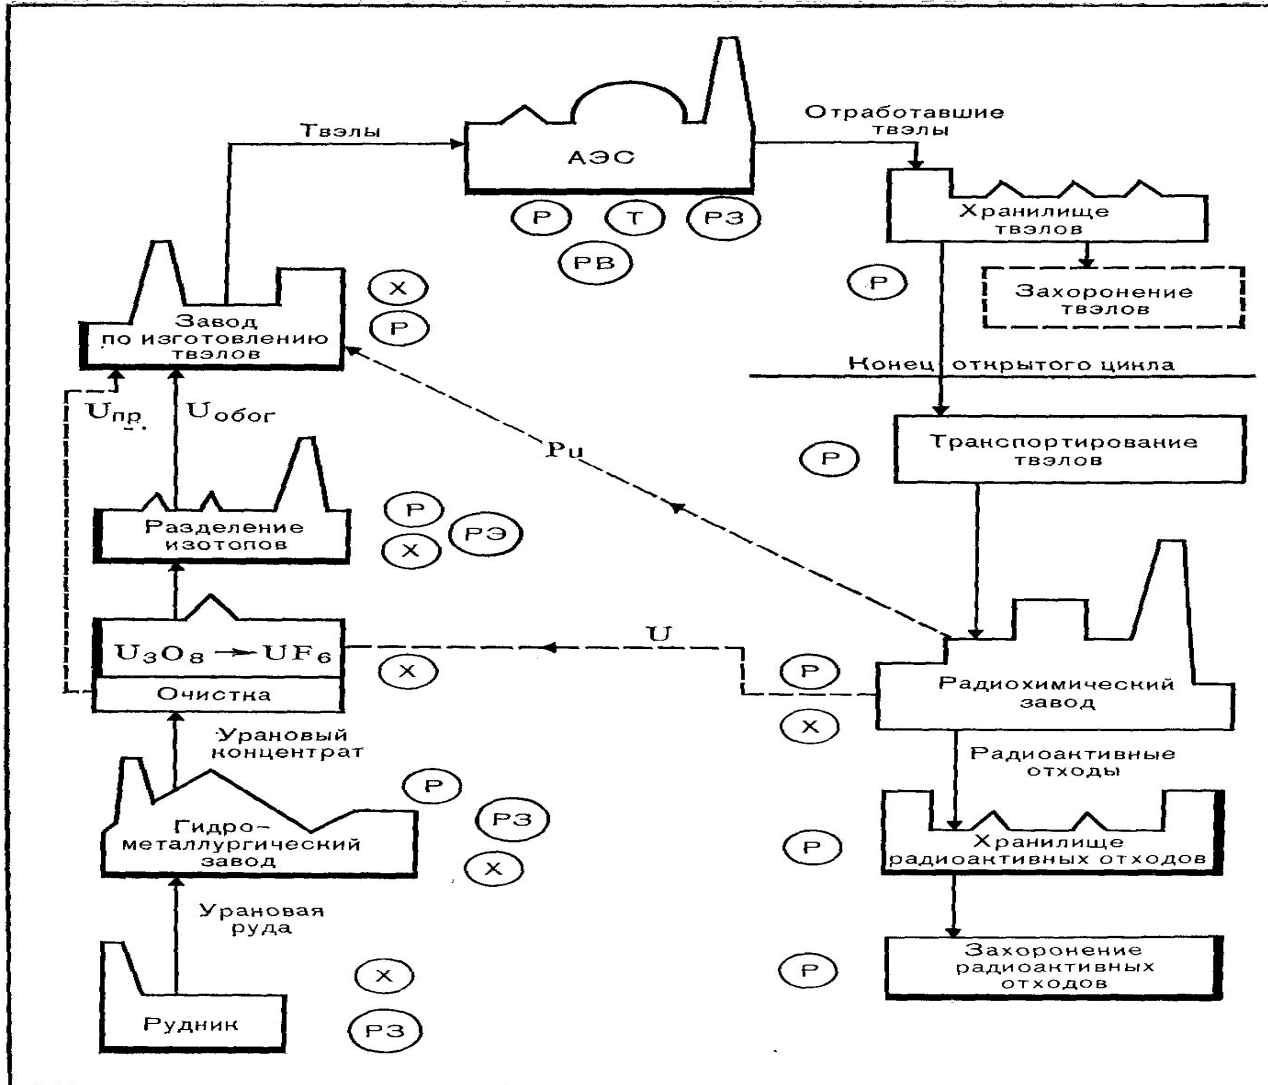 Твэлы
АЭС
Отработавшие
твэлы
Р
Т
РЗ
РВ
Хранилище
твэлов
Р
Захоронение
твэлов
Х
Р
Завод
по изготовлению
твэлов
Конец открытого цикла
Uпр.
Uобог
Pu
Р
Транспортирование
твэлов
Разделение
изотопов
Р
РЭ
Х
U3O8 → UF6
Очистка
Х
U
Р
Х
Радиохимический
завод
Урановый
концентрат
Радиоактивные
отходы
Гидро-
металлургический
завод
Р
РЗ
Х
Р
Хранилище
радиоактивных отходов
Урановая
руда
Рудник
Х
РЗ
Р
Захоронение
радиоактивных
отходов